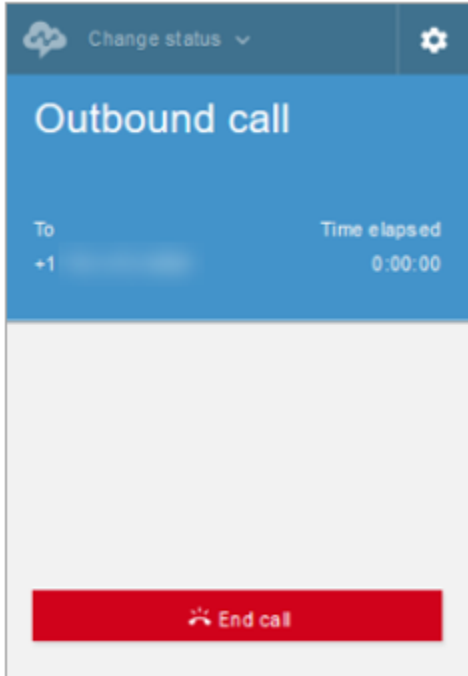 Change status
Outbound call
To
Time elapsed
+1
0:00:00
End call